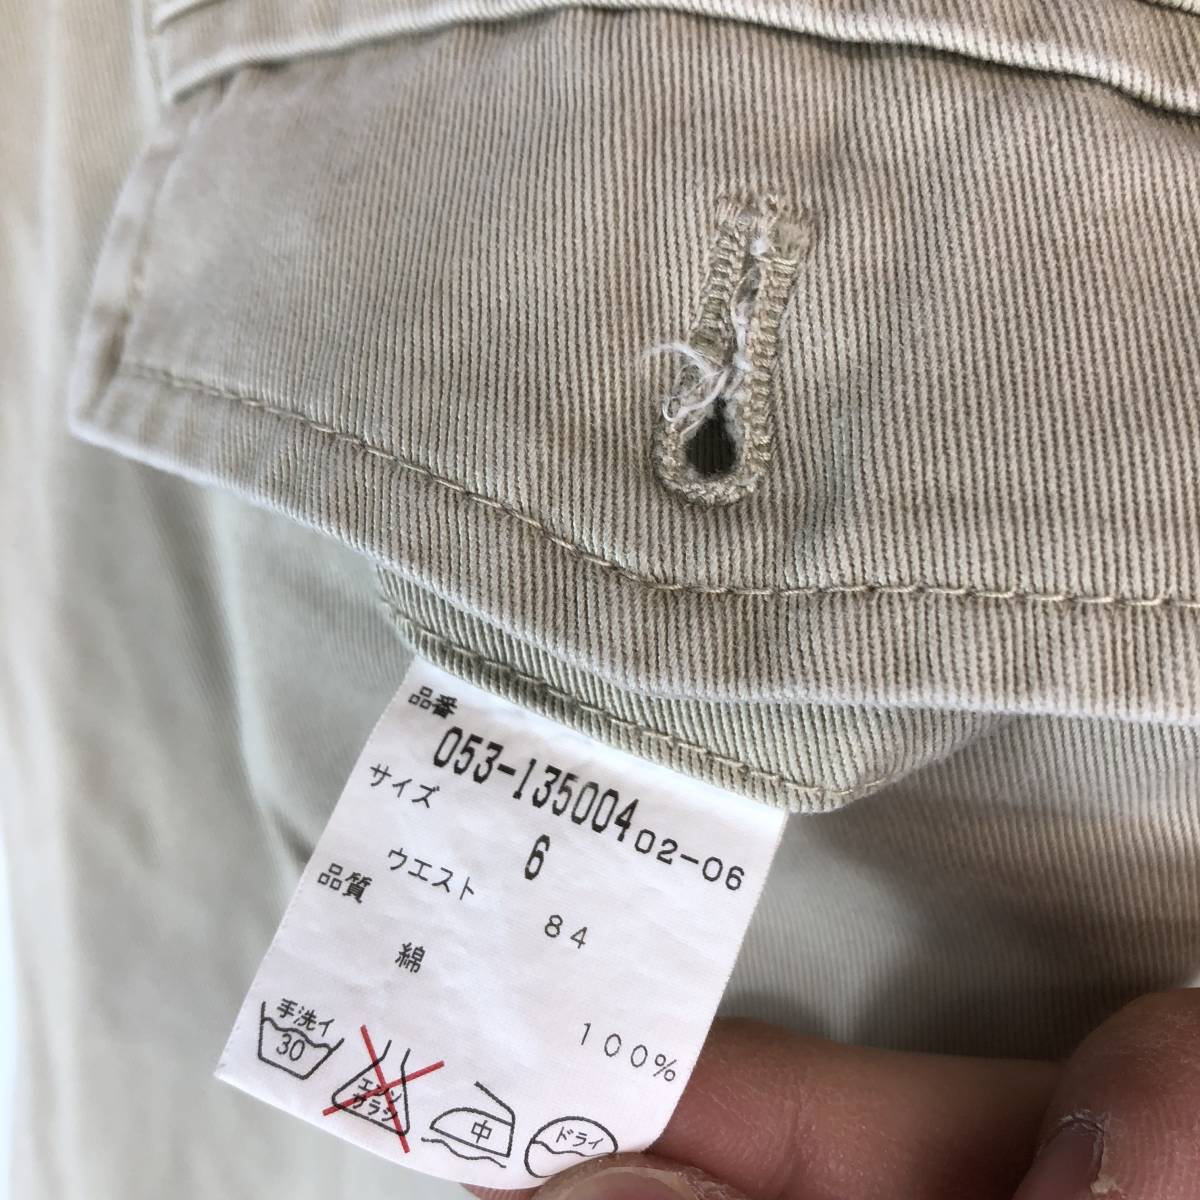 品番
053-135004 02-06
サイズ 6
ウエスト 84
品質
綿 100%
手洗イ
30
エンソ
サラシ
中
ドライ